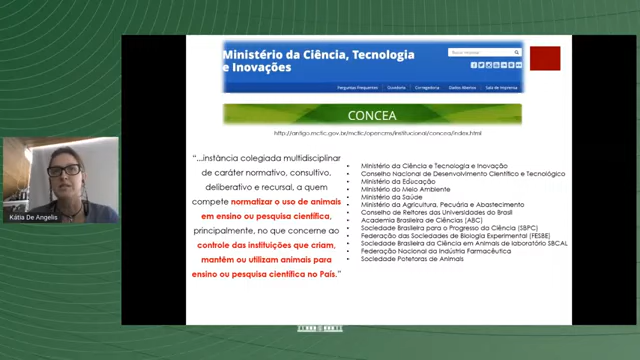 Ministério da Ciência, Tecnologia
e Inovações
Buscar no portal
Perguntas Frequentes
Ouvidoria
Corregedoria
Dados Abertos
Sala de Imprensa
CONCEA
http://antigo.mctic.gov.br/mctic/opencms/institucional/concea/index.html
“...instância colegiada multidisciplinar
de caráter normativo, consultivo,
deliberativo e recursal, a quem
compete normatizar o uso de animais
em ensino ou pesquisa científica,
principalmente, no que concerne ao
controle das instituições que criam,
mantêm ou utilizam animais para
ensino ou pesquisa científica no País.”
• Ministério da Ciência e Tecnologia e Inovação
• Conselho Nacional de Desenvolvimento Científico e Tecnológico
• Ministério da Educação
• Ministério do Meio Ambiente
• Ministério da Saúde
• Ministério da Agricultura, Pecuária e Abastecimento
• Conselho de Reitores das Universidades do Brasil
• Academia Brasileira de Ciências (ABC)
• Sociedade Brasileira para o Progresso da Ciência (SBPC)
• Federação das Sociedades de Biologia Experimental (FESBE)
• Sociedade Brasileira da Ciência em Animais de laboratório SBCAL
• Federação Nacional da Indústria Farmacêutica
• Sociedade Potetoras de Animais
Kátia De Angelis